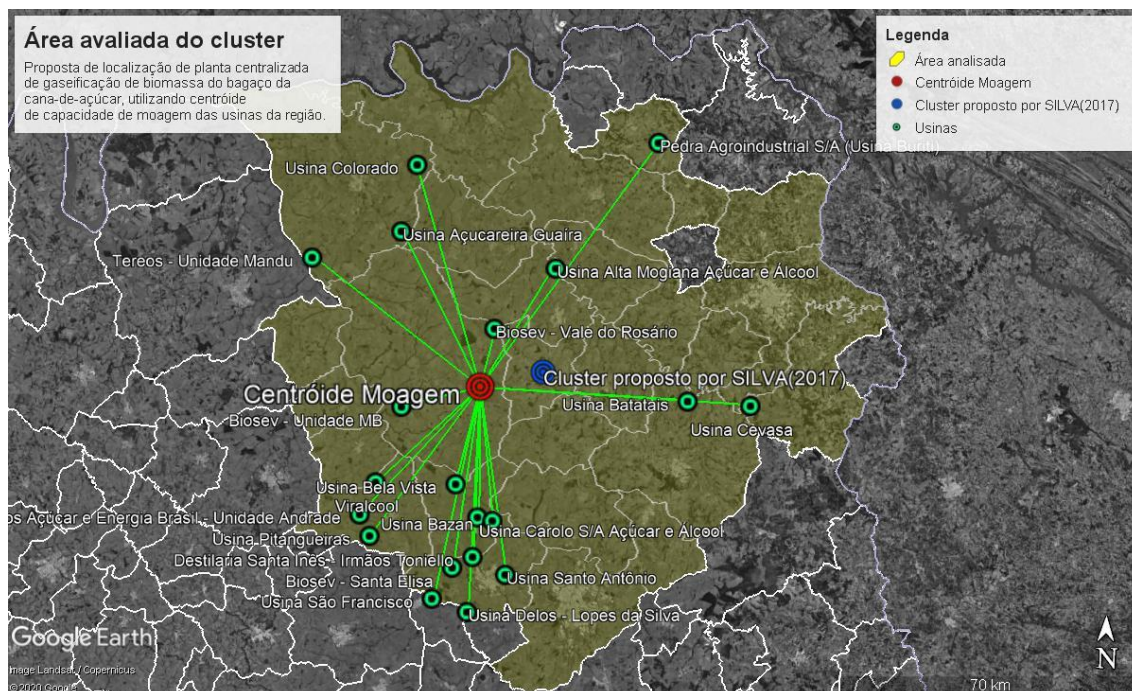 Área avaliada do cluster
Proposta de localização de planta centralizada
de gaseificação de biomassa do bagaço da
cana-de-açúcar, utilizando centróide
de capacidade de moagem das usinas da região.
Legenda
Área analisada
Centróide Moagem
Cluster proposto por SILVA(2017)
Usinas
Pedra Agroindustrial S/A (Usina Buriti)
Usina Colorado
Usina Açucareira Guaíra
Tereos - Unidade Mandu
Usina Alta Mogiana Açúcar e Álcool
Biosev - Vale do Rosário
Cluster proposto por SILVA(2017)
Centróide Moagem
Usina Batatais
Biosev - Unidade MB
Usina Cevasa
Usina Bela Vista
Viralcool
os Açúcar e Energia Brasil - Unidade Andrade
Usina Bazan
Usina Carolo S/A Açúcar e Álcool
Usina Pitangueiras
Destilaria Santa Inês - Irmãos Toniello
Biosev - Santa Elisa
Usina Santo Antônio
Usina São Francisco
Usina Delos - Lopes da Silva
Google Earth
Image Landsat / Copernicus
© 2020 Google
N
70 km